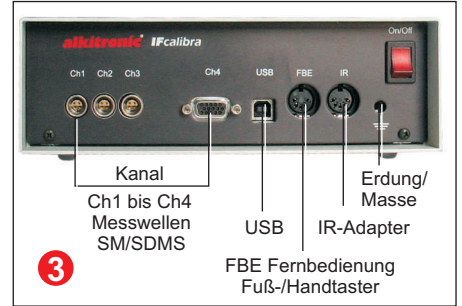 alkitronic IFcalibra
On/Off
Ch1 Ch2 Ch3 Ch4 USB FBE IR
Kanal
Ch1 bis Ch4
Messwellen
SM/SDMS
USB
IR-Adapter
Erdung/
Masse
FBE Fernbedienung
Fuß-/Handtaster
3